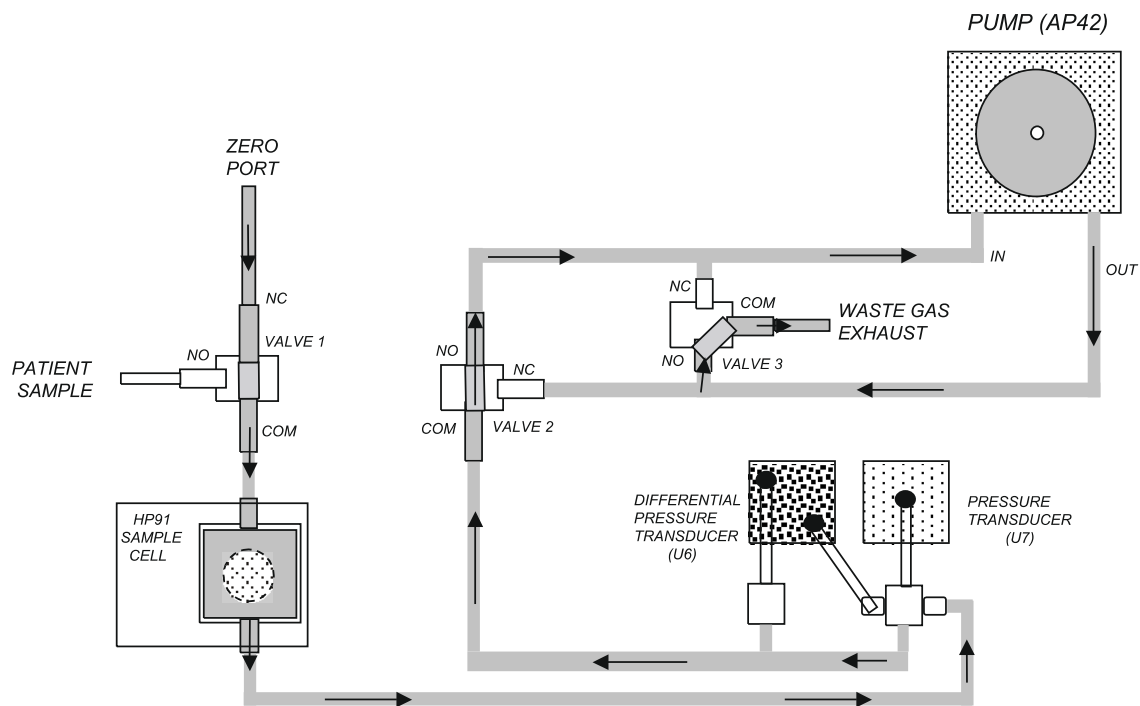 PUMP (AP42)
ZERO
PORT
IN
OUT
NC
NC
COM
WASTE GAS
EXHAUST
VALVE 1
NO
NO
NC
NO
VALVE 3
PATIENT
SAMPLE
COM
COM
VALVE 2
HP91
SAMPLE
CELL
DIFFERENTIAL
PRESSURE
TRANSDUCER
(U6)
PRESSURE
TRANSDUCER
(U7)